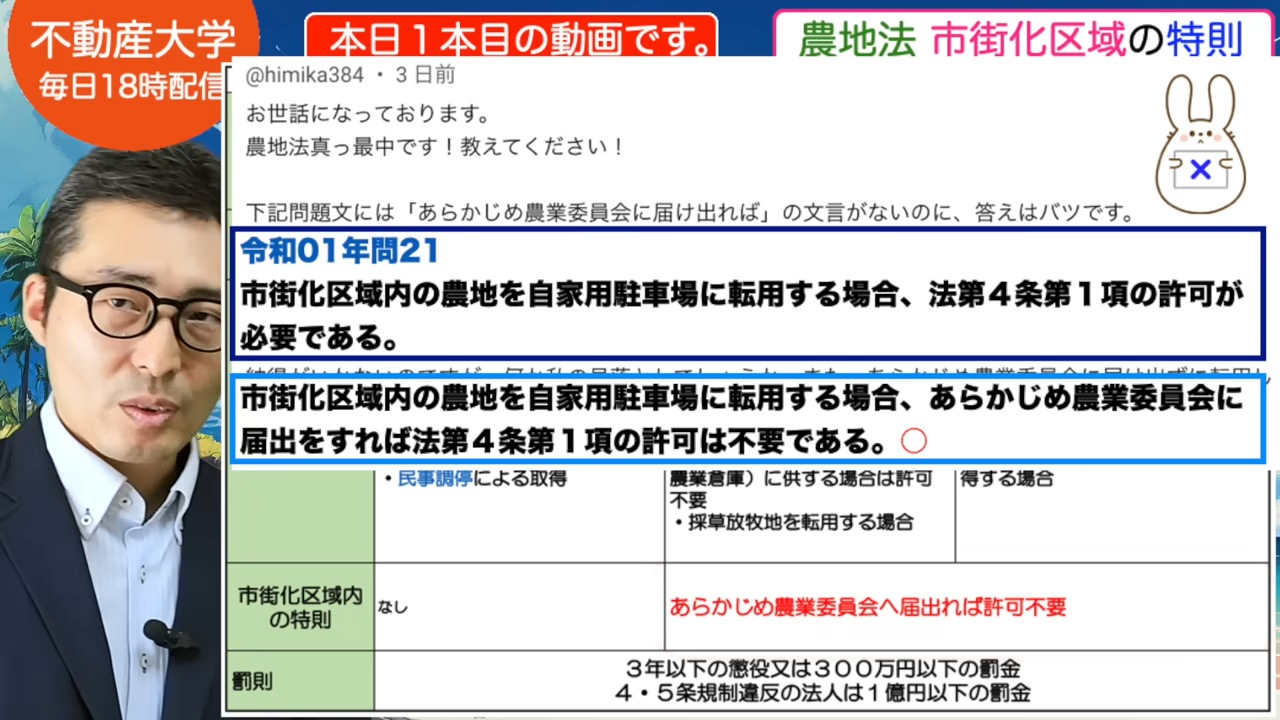 不動産大学
毎日18時配信
本日1本目の動画です。
農地法 市街化区域の特則
@himika384 ・ 3 日前
お世話になっております。
農地法真っ最中です！教えてください！
下記問題文には「あらかじめ農業委員会に届け出れば」の文言がないのに、答えはバツです。
令和01年問21
市街化区域内の農地を自家用駐車場に転用する場合、法第４条第１項の許可が
必要である。
市街化区域内の農地を自家用駐車場に転用する場合、あらかじめ農業委員会に
届出をすれば法第４条第１項の許可は不要である。○
・民事調停による取得
農業倉庫）に供する場合は許可
不要
・採草放牧地を転用する場合
得する場合
市街化区域内
の特則
なし
あらかじめ農業委員会へ届出れば許可不要
罰則
３年以下の懲役又は３００万円以下の罰金
４・５条規制違反の法人は１億円以下の罰金